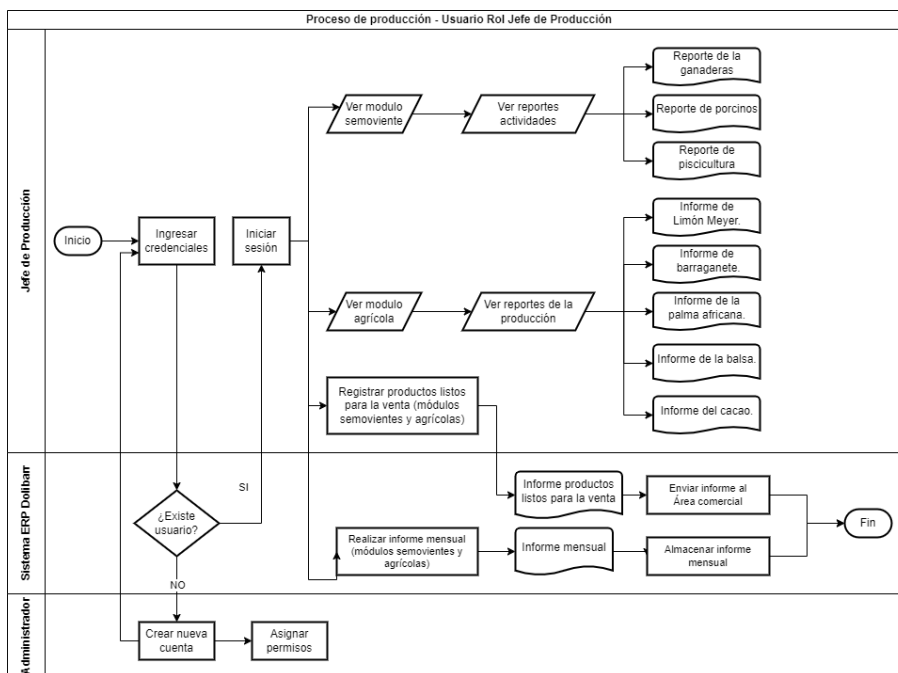 Proceso de producción - Usuario Rol Jefe de Producción
Jefe de Producción
Inicio
Ingresar
credenciales
Iniciar
sesión
Ver modulo
semoviente
Ver reportes
actividades
Reporte de la
ganaderas
Reporte de porcinos
Reporte de
piscicultura
Ver modulo
agrícola
Ver reportes de la
producción
Informe de
Limón Meyer.
Informe de
barraganete.
Informe de la
palma africana.
Informe de la balsa.
Informe del cacao.
Registrar productos listos
para la venta (módulos
semovientes y agrícolas)
Sistema ERP Dolibarr
¿Existe
usuario?
SI
NO
Informe productos
listos para la venta
Enviar informe al
Área comercial
Realizar informe mensual
(módulos semovientes y
agrícolas)
Informe mensual
Almacenar informe
mensual
Fin
Administrador
Crear nueva
cuenta
Asignar
permisos